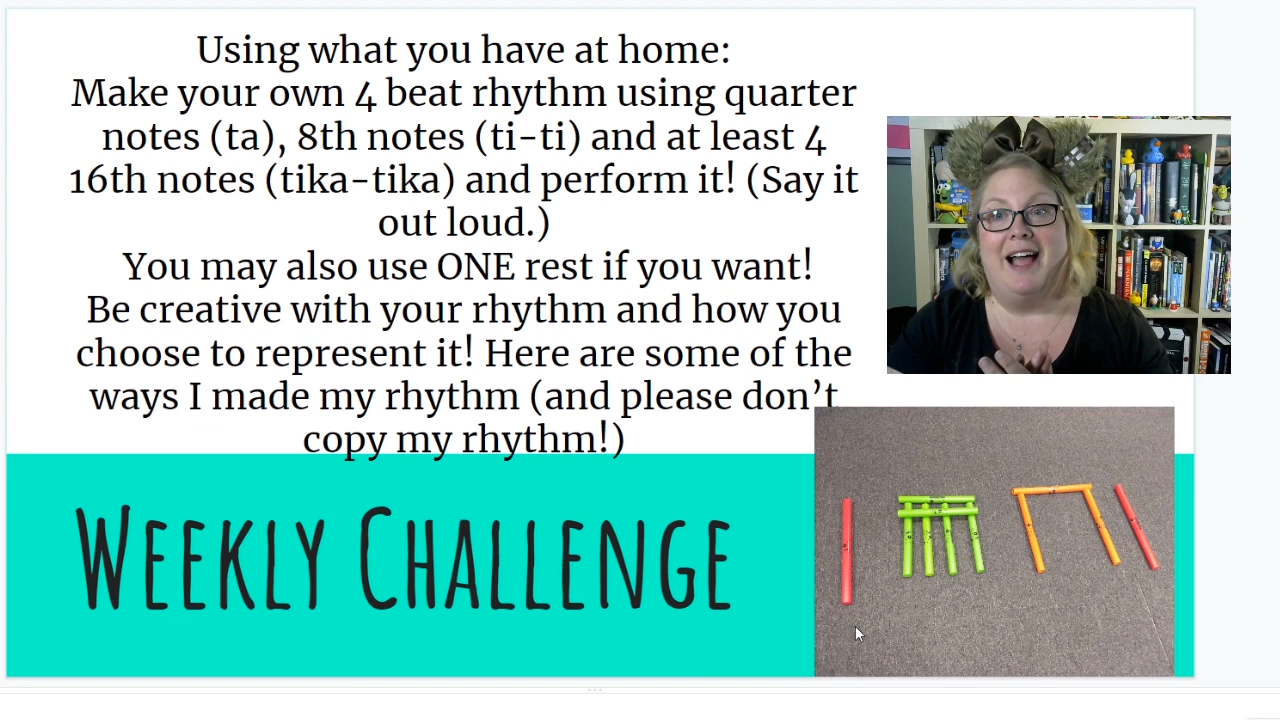 Using what you have at home:
Make your own 4 beat rhythm using quarter
notes (ta), 8th notes (ti-ti) and at least 4
16th notes (tika-tika) and perform it! (Say it
out loud.)
You may also use ONE rest if you want!
Be creative with your rhythm and how you
choose to represent it! Here are some of the
ways I made my rhythm (and please don’t
copy my rhythm!)
WEEKLY CHALLENGE